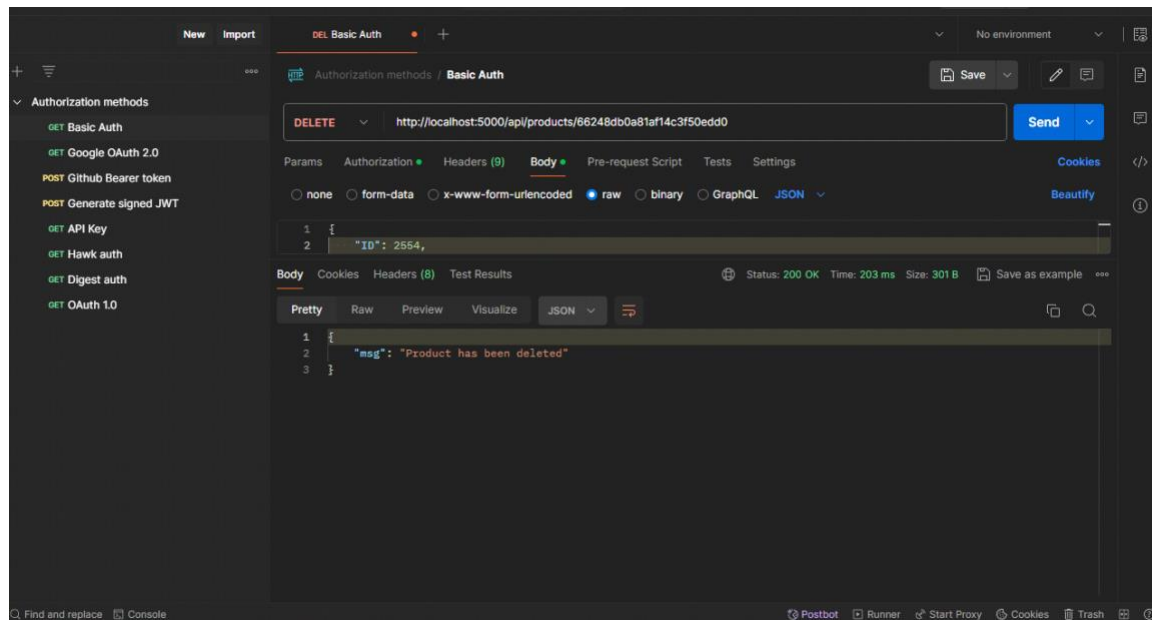 New Import DEL Basic Auth No environment
Authorization methods / Basic Auth Save
Authorization methods
GET Basic Auth
GET Google OAuth 2.0
POST Github Bearer token
POST Generate signed JWT
GET API Key
GET Hawk auth
GET Digest auth
GET OAuth 1.0
DELETE http://localhost:5000/api/products/66248db0a81af14c3f50edd0 Send
Params Authorization Headers (9) Body Pre-request Script Tests Settings Cookies
none form-data x-www-form-urlencoded raw binary GraphQL JSON Beautify
1 {
2 "ID": 2554,
Body Cookies Headers (8) Test Results Status: 200 OK Time: 203 ms Size: 301 B Save as example
Pretty Raw Preview Visualize JSON
1 {
2 "msg": "Product has been deleted"
3 }
Find and replace Console Postbot Runner Start Proxy Cookies Trash